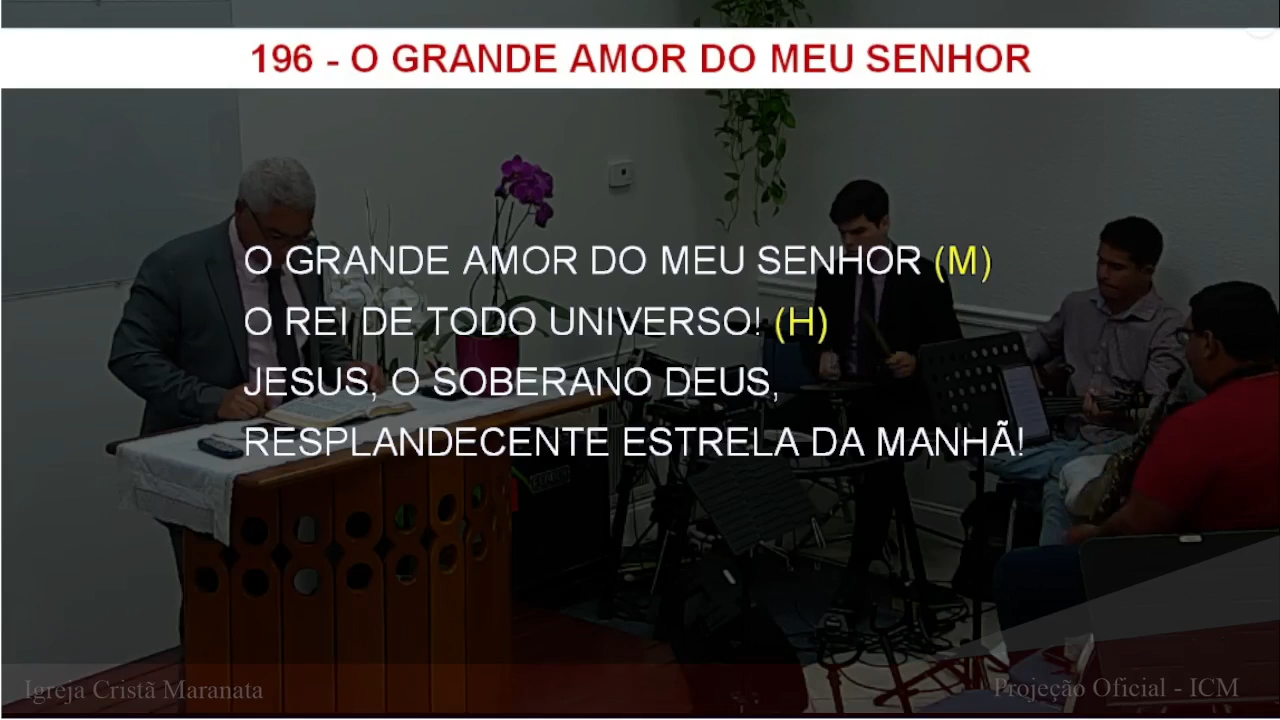 196 - O GRANDE AMOR DO MEU SENHOR
O GRANDE AMOR DO MEU SENHOR (M)
O REI DE TODO UNIVERSO! (H)
JESUS, O SOBERANO DEUS,
RESPLANDECENTE ESTRELA DA MANHÃ!
Igreja Cristã Maranata
Projeção Oficial - ICM